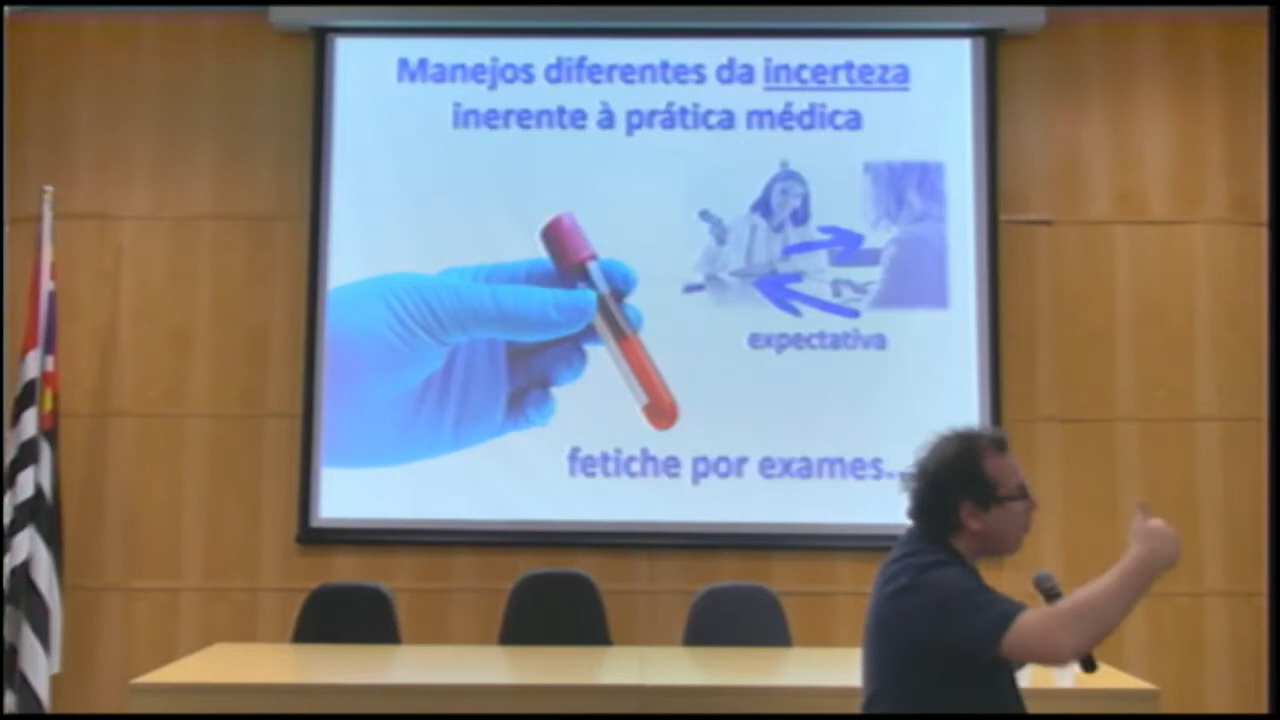 Manejos diferentes da incerteza
inerente à prática médica
expectativa
fetiche por exames...